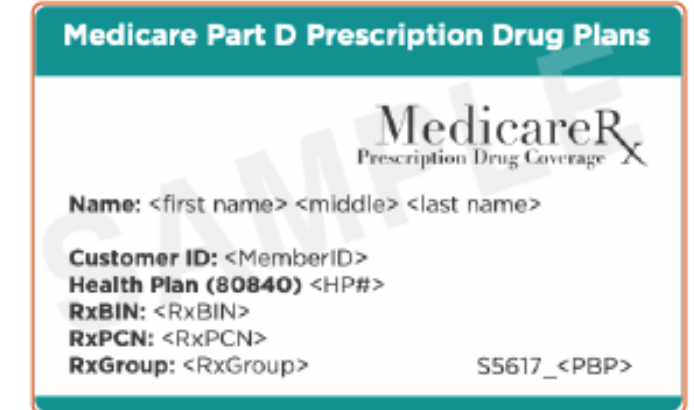 Medicare Part D Prescription Drug Plans
MedicareRx
Prescription Drug Coverage
Name: <first name> <middle> <last name>
Customer ID: <MemberID>
Health Plan (80840) <HP#>
RxBIN: <RxBIN>
RxPCN: <RxPCN>
RxGroup: <RxGroup> S5617_<PBP>
SAMPLE